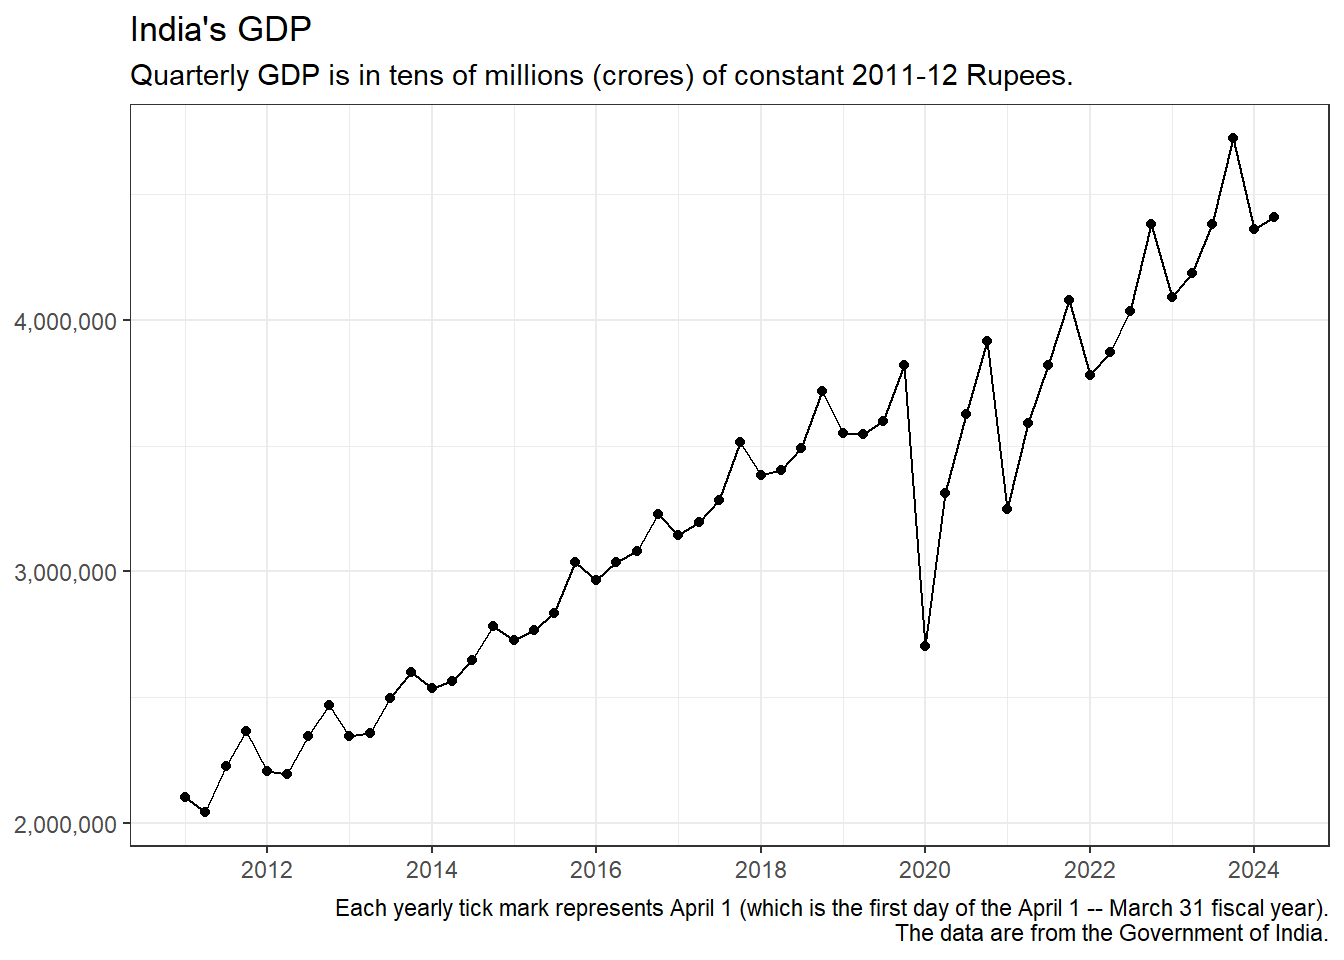 India's GDP
Quarterly GDP is in tens of millions (crores) of constant 2011-12 Rupees.
4,000,000
3,000,000
2,000,000
2012 2014 2016 2018 2020 2022 2024
Each yearly tick mark represents April 1 (which is the first day of the April 1 -- March 31 fiscal year).
The data are from the Government of India.